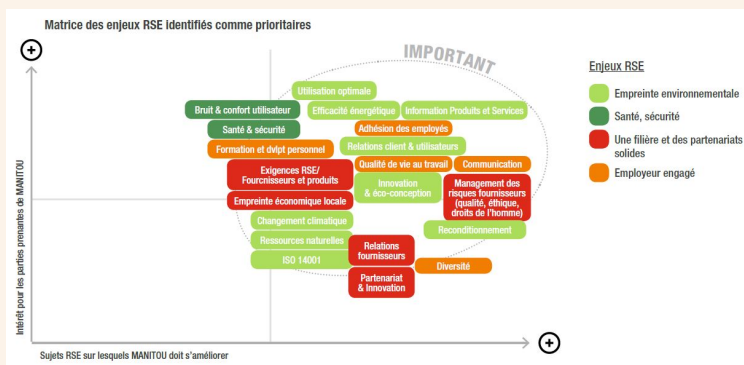 Matrice des enjeux RSE identifiés comme prioritaires
IMPORTANT
Utilisation optimale
Bruit & confort utilisateur
Efficacité énergétique
Information Produits et Services
Santé & sécurité
Adhésion des employés
Formation et dvlpt personnel
Relations client & utilisateurs
Exigences RSE/
Fourcnisseurs et produits
Qualité de vie au travail
Communication
Innovation
& éco-conception
Management des
risques fournisseurs
(qualité, éthique,
droits de l'homme)
Empreinte économique locale
Changement climatique
Reconditionnement
Ressources naturelles
Relations
fournisseurs
ISO 14001
Diversité
Partenariat
& Innovation
Intérêt pour les parties prenantes de MANITOU
Sujets RSE sur lesquels MANITOU doit s'améliorer
Enjeux RSE
Empreinte environnementale
Santé, sécurité
Une filière et des partenariats
solides
Employeur engagé